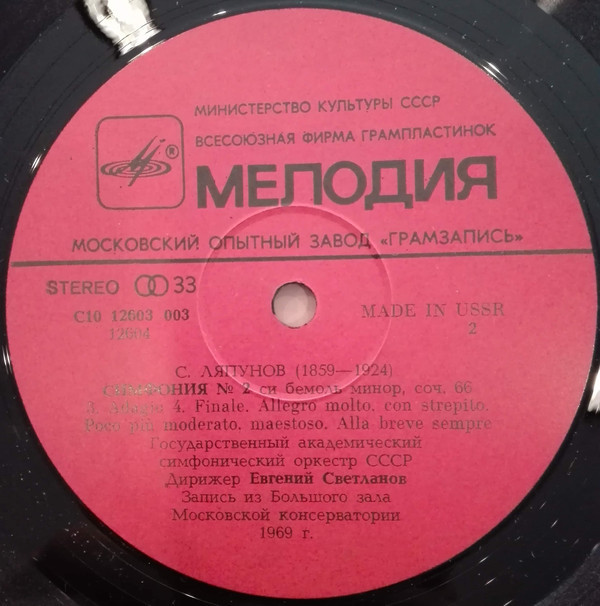 МИНИСТЕРСТВО КУЛЬТУРЫ СССР
ВСЕСОЮЗНАЯ ФИРМА ГРАМПЛАСТИНОК
®
МЕЛОДИЯ
МОСКОВСКИЙ ОПЫТНЫЙ ЗАВОД «ГРАМЗАПИСЬ»
STEREO 33
С10 12603 003
12604
MADE IN USSR
2
С. ЛЯПУНОВ (1859—1924)
СИМФОНИЯ № 2 си бемоль минор, соч. 66
3. Adagio 4. Finale. Allegro molto. con strepito.
Poco più moderato. maestoso. Alla breve sempre
Государственный академический
симфонический оркестр СССР
Дирижер Евгений Светланов
Запись из Большого зала
Московской консерватории
1969 г.